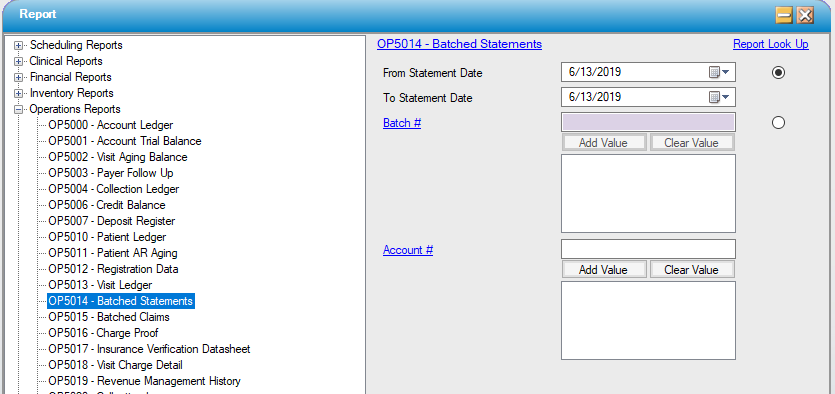 Report
Scheduling Reports
Clinical Reports
Financial Reports
Inventory Reports
Operations Reports
OP5000 - Account Ledger
OP5001 - Account Trial Balance
OP5002 - Visit Aging Balance
OP5003 - Payer Follow Up
OP5004 - Collection Ledger
OP5006 - Credit Balance
OP5007 - Deposit Register
OP5010 - Patient Ledger
OP5011 - Patient AR Aging
OP5012 - Registration Data
OP5013 - Visit Ledger
OP5014 - Batched Statements
OP5015 - Batched Claims
OP5016 - Charge Proof
OP5017 - Insurance Verification Datasheet
OP5018 - Visit Charge Detail
OP5019 - Revenue Management History
OP5014 - Batched Statements Report Look Up
From Statement Date 6/13/2019
To Statement Date 6/13/2019
Batch #
Add Value Clear Value
Account #
Add Value Clear Value